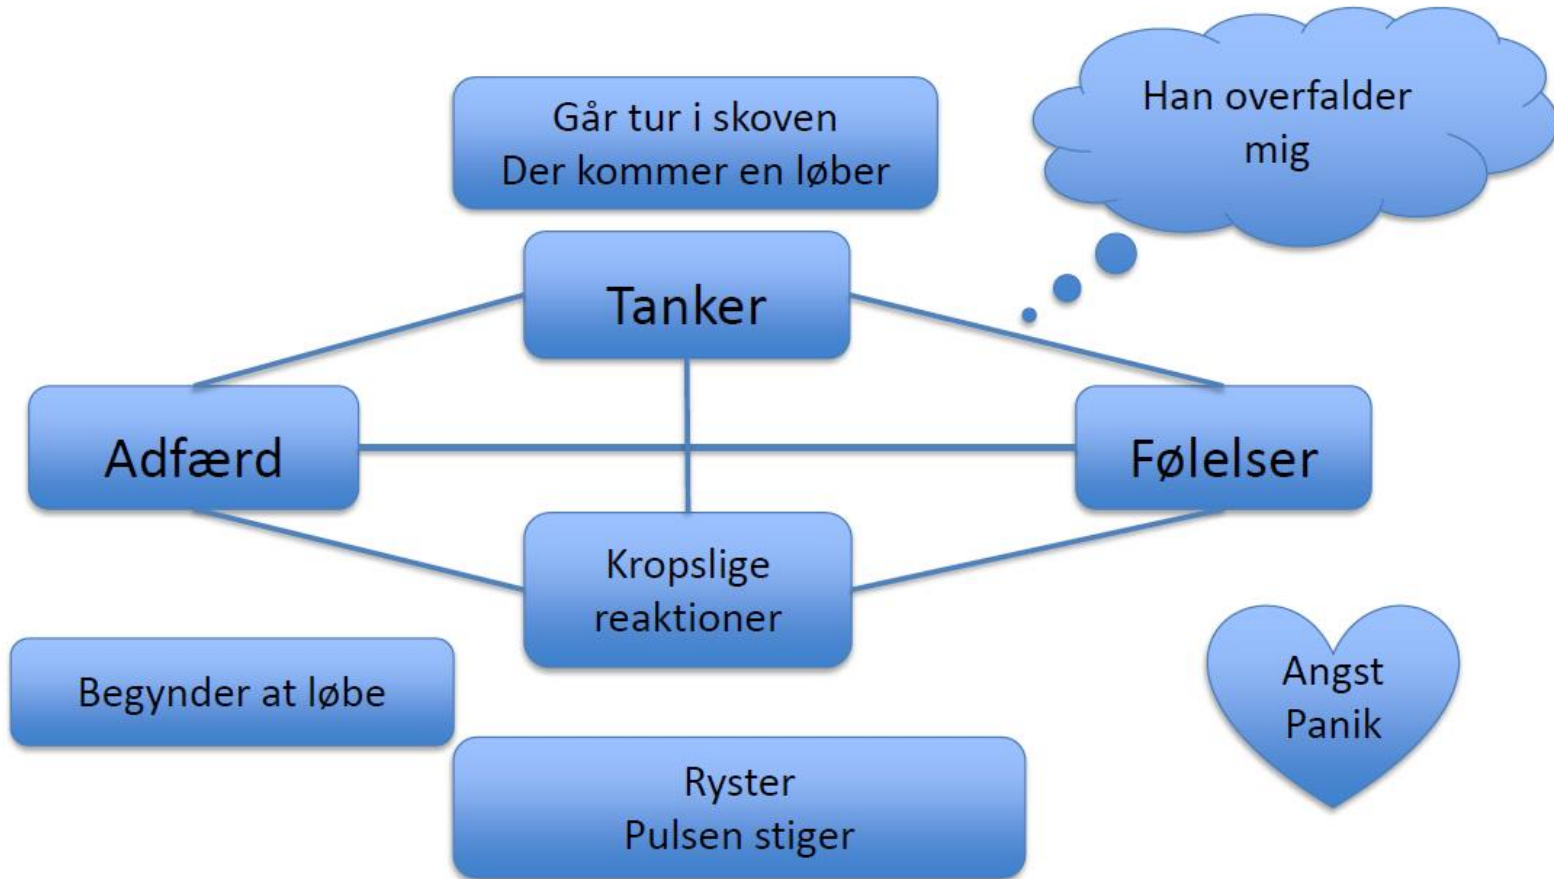 Går tur i skoven
Der kommer en løber
Han overfalder
mig
Tanker
Adfærd
Følelser
Kropslige
reaktioner
Begynder at løbe
Angst
Panik
Ryster
Pulsen stiger